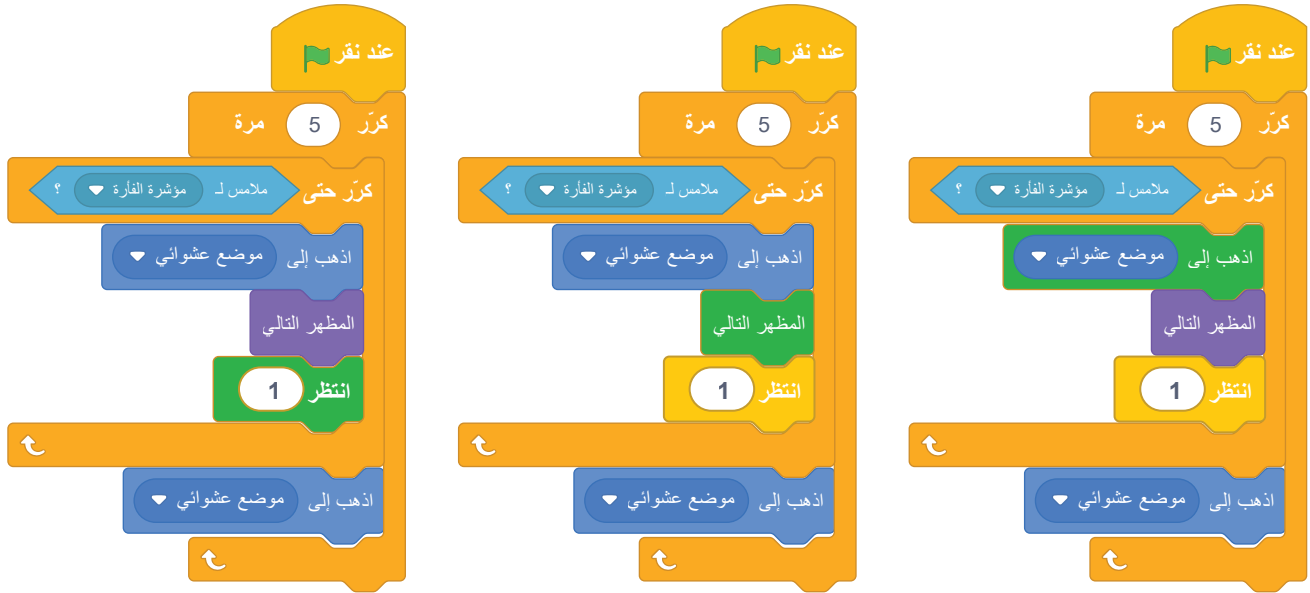 عند نقر
كرّر 5 مرة
كرّر حتى ملامس لـ مؤشرة الفأرة ؟
اذهب إلى موضع عشوائي
المظهر التالي
انتظر 1
اذهب إلى موضع عشوائي
عند نقر
كرّر 5 مرة
كرّر حتى ملامس لـ مؤشرة الفأرة ؟
اذهب إلى موضع عشوائي
المظهر التالي
انتظر 1
اذهب إلى موضع عشوائي
عند نقر
كرّر 5 مرة
كرّر حتى ملامس لـ مؤشرة الفأرة ؟
اذهب إلى موضع عشوائي
المظهر التالي
انتظر 1
اذهب إلى موضع عشوائي